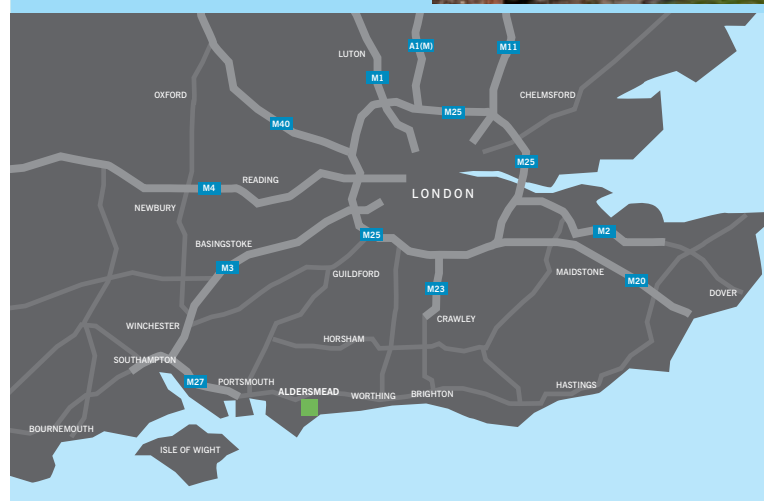 A1(M)
M11
LUTON
M1
OXFORD
CHELMSFORD
M25
M40
M25
READING
M4
LONDON
NEWBURY
M2
M25
BASINGSTOKE
M3
GUILDFORD
MAIDSTONE
M20
M23
DOVER
CRAWLEY
WINCHESTER
HORSHAM
SOUTHAMPTON
M27
PORTSMOUTH
ALDERSMEAD
WORTHING
BRIGHTON
HASTINGS
BOURNEMOUTH
ISLE OF WIGHT